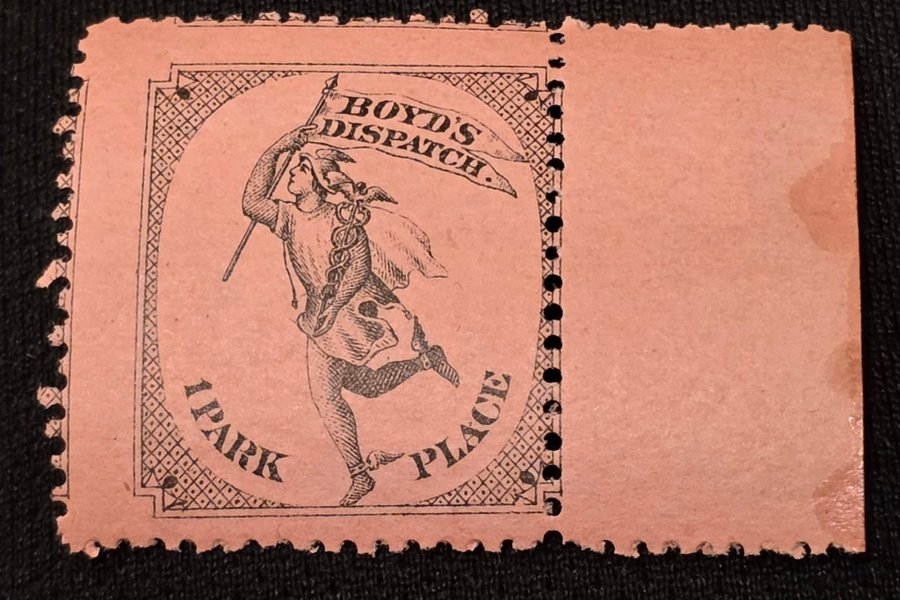 BOYD'S
DISPATCH.
1 PARK PLACE